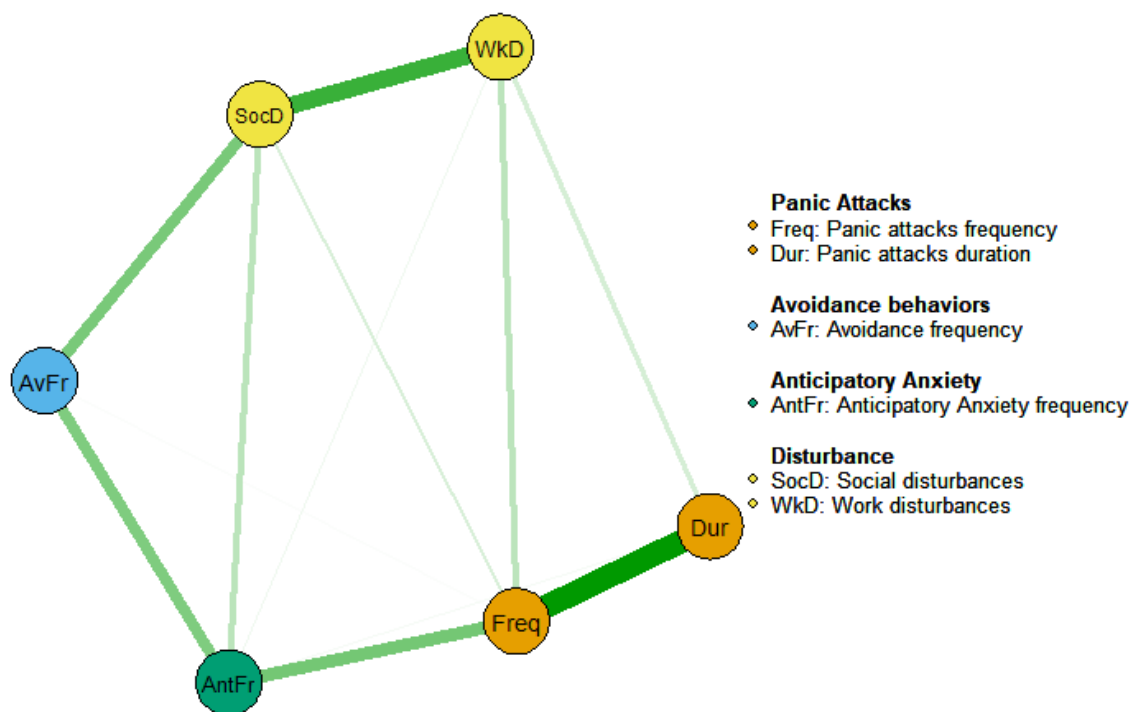 WkD
SocD
AvFr
Dur
Freq
AntFr
Panic Attacks
Freq: Panic attacks frequency
Dur: Panic attacks duration
Avoidance behaviors
AvFr: Avoidance frequency
Anticipatory Anxiety
AntFr: Anticipatory Anxiety frequency
Disturbance
SocD: Social disturbances
WkD: Work disturbances